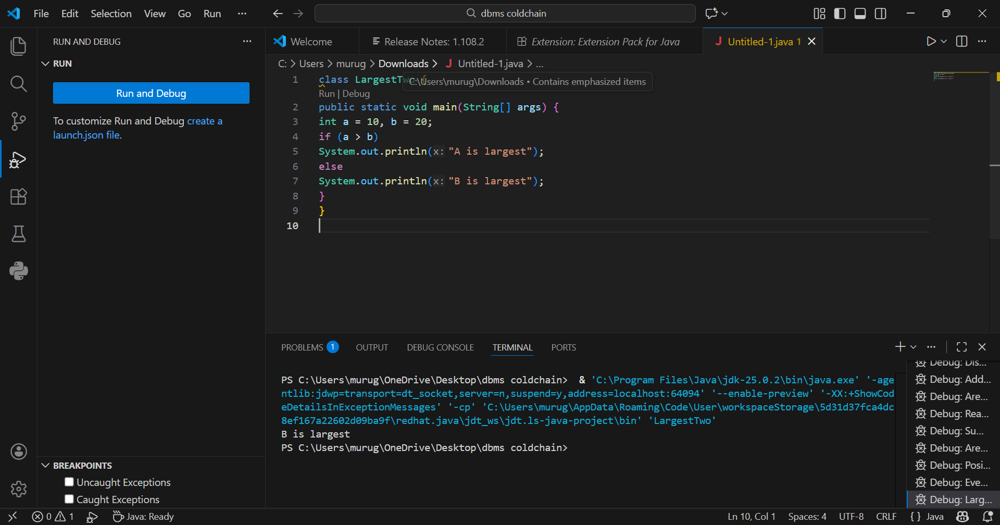 File Edit Selection View Go Run ··· dbms coldchain
RUN AND DEBUG ···
RUN
Run and Debug
To customize Run and Debug create a
launch.json file.
BREAKPOINTS
Uncaught Exceptions
Caught Exceptions
Welcome Release Notes: 1.108.2 Extension: Extension Pack for Java Untitled-1.java 1
C: > Users > murug > Downloads > Untitled-1.java > ...
C:\Users\murug\Downloads • Contains emphasized items
1 class LargestTwo {
Run | Debug
2 public static void main(String[] args) {
3 int a = 10, b = 20;
4 if (a > b)
5 System.out.println(x: "A is largest");
6 else
7 System.out.println(x: "B is largest");
8 }
9 }
10
PROBLEMS 1 OUTPUT DEBUG CONSOLE TERMINAL PORTS
PS C:\Users\murug\OneDrive\Desktop\dbms coldchain>  & 'C:\Program Files\Java\jdk-25.0.2\bin\java.exe' '-age
ntlib:jdwp=transport=dt_socket,server=n,suspend=y,address=localhost:64094' '--enable-preview' '-XX:+ShowCod
eDetailsInExceptionMessages' '-cp' 'C:\Users\murug\AppData\Roaming\Code\User\workspaceStorage\5d31d37fca4dc
8ef167a22602d09ba9f\redhat.java\jdt_ws\jdt.ls-java-project\bin' 'LargestTwo'
B is largest
PS C:\Users\murug\OneDrive\Desktop\dbms coldchain>
Debug: Dis...
Debug: Add...
Debug: Are...
Debug: Rea...
Debug: Su...
Debug: Are...
Debug: Posi...
Debug: Eve...
Debug: Larg...
0 1 Java: Ready Ln 10, Col 1 Spaces: 4 UTF-8 CRLF { } Java